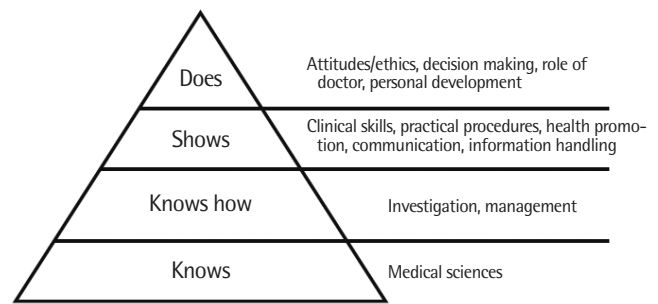 Does
Attitudes/ethics, decision making, role of
doctor, personal development
Shows
Clinical skills, practical procedures, health promo-
tion, communication, information handling
Knows how
Investigation, management
Knows
Medical sciences